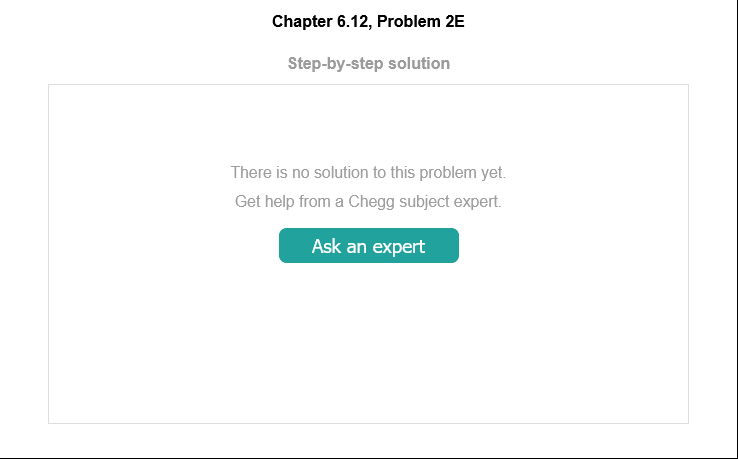 Chapter 6.12, Problem 2E
Step-by-step solution
There is no solution to this problem yet.
Get help from a Chegg subject expert.
Ask an expert